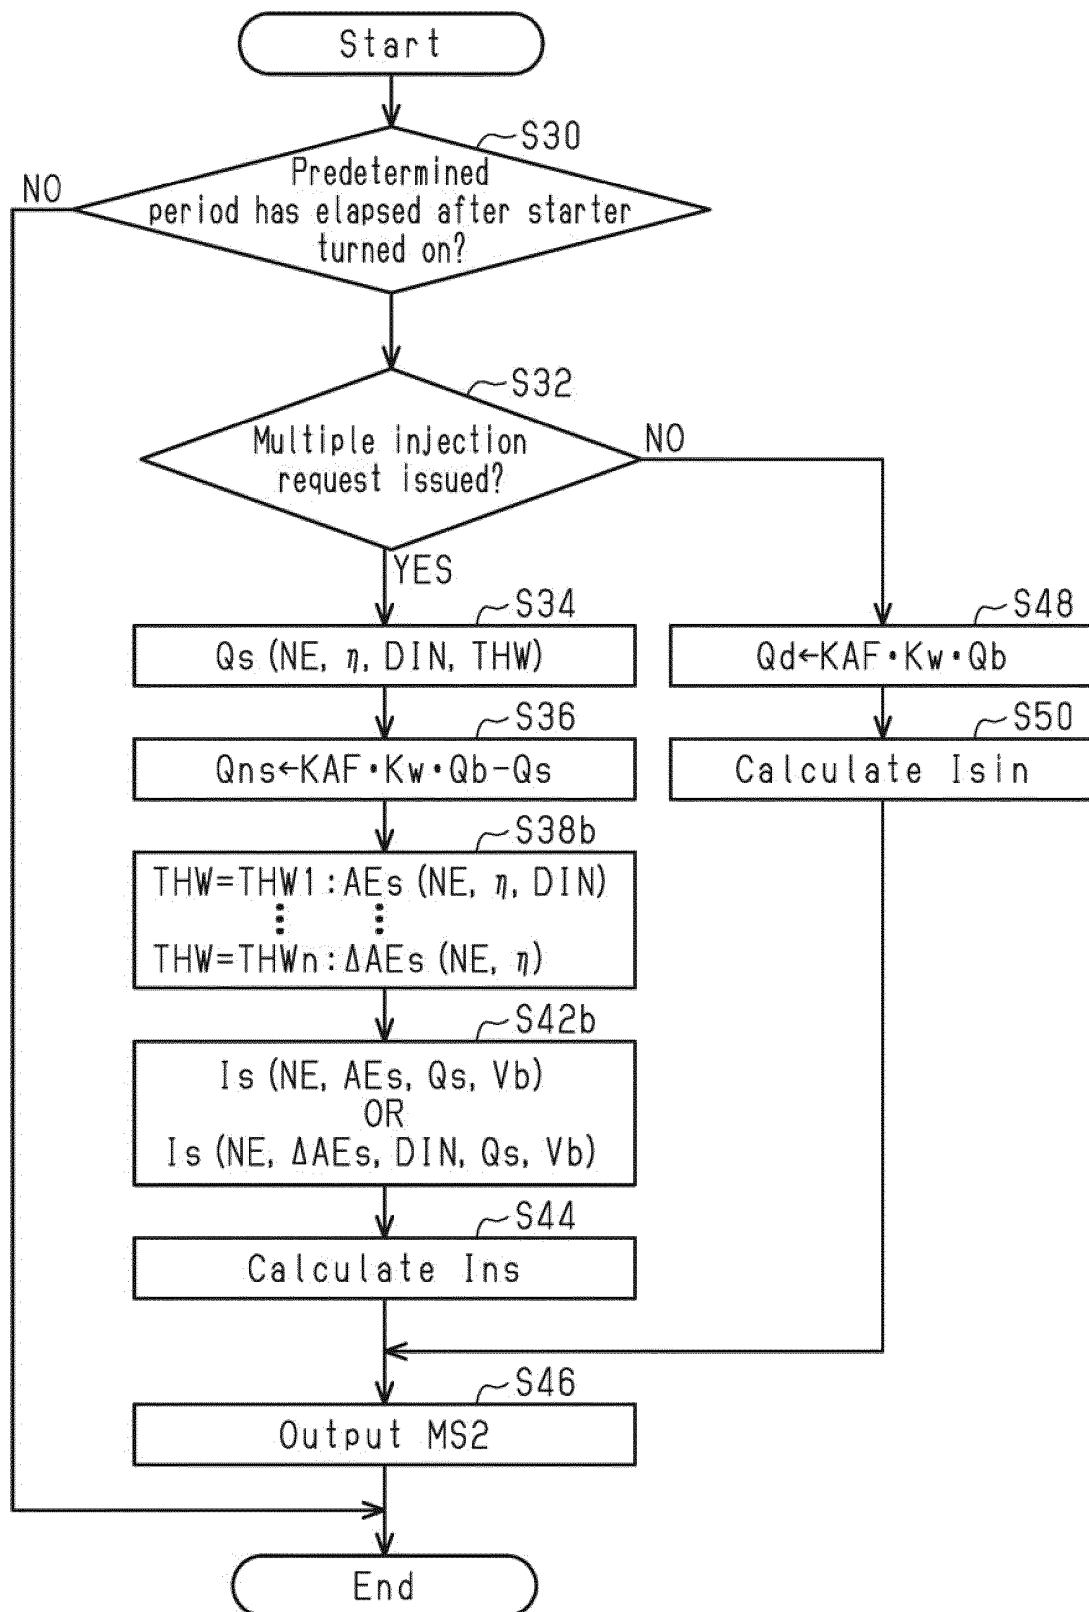 Start
S30
Predetermined
period has elapsed after starter
turned on?
NO
S32
Multiple injection
request issued?
NO
YES
S34
Qs (NE, η, DIN, THW)
S48
Qd←KAF・Kw・Qb
S36
Qns←KAF・Kw・Qb−Qs
S50
Calculate Isin
S38b
THW=THW1:AEs (NE, η, DIN)
THW=THWn:ΔAEs (NE, η)
S42b
Is (NE, AEs, Qs, Vb)
OR
Is (NE, ΔAEs, DIN, Qs, Vb)
S44
Calculate Ins
S46
Output MS2
End